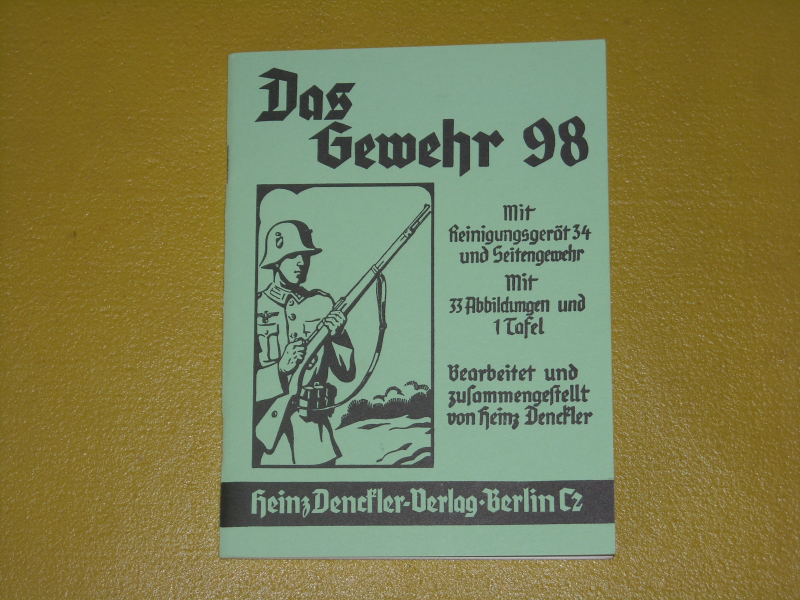 Das
Gewehr 98
Mit
Reinigungsgerät 34
und Seitengewehr
Mit
33 Abbildungen und
1 Tafel
Bearbeitet und
zusammengestellt
von Heinz Denckler
Heinz Denckler-Verlag·Berlin C2